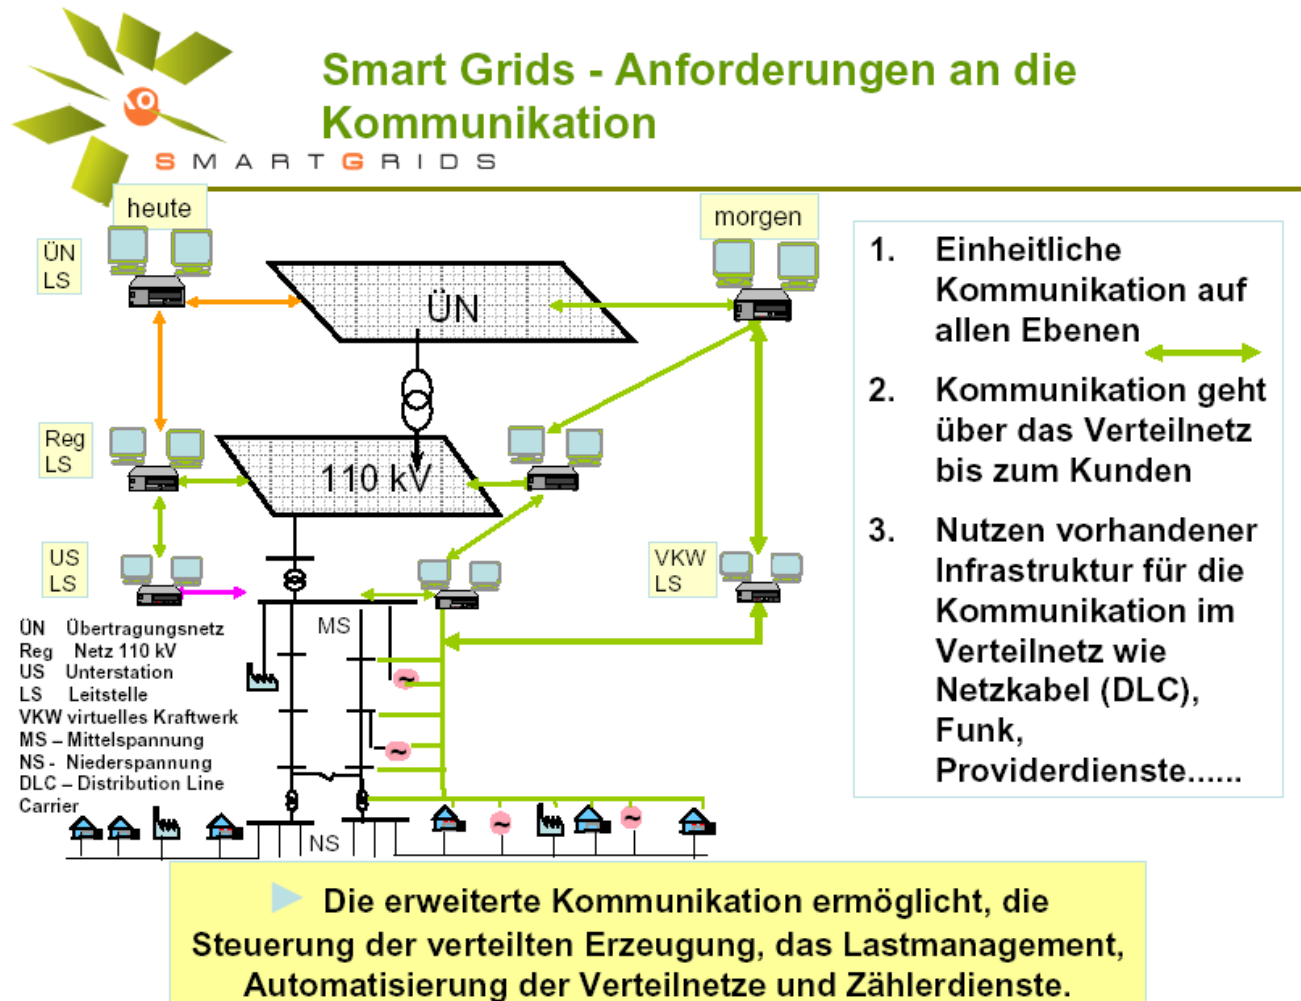 Smart Grids - Anforderungen an die
Kommunikation
SMARTGRIDS
heute
morgen
ÜN
LS
ÜN
Reg
LS
110 kV
US
LS
VKW
LS
MS
NS
ÜN Übertragungsnetz
Reg Netz 110 kV
US Unterstation
LS Leitstelle
VKW virtuelles Kraftwerk
MS – Mittelspannung
NS - Niederspannung
DLC – Distribution Line
Carrier
1. Einheitliche
Kommunikation auf
allen Ebenen
2. Kommunikation geht
über das Verteilnetz
bis zum Kunden
3. Nutzen vorhandener
Infrastruktur für die
Kommunikation im
Verteilnetz wie
Netzkabel (DLC),
Funk,
Providerdienste......
Die erweiterte Kommunikation ermöglicht, die
Steuerung der verteilten Erzeugung, das Lastmanagement,
Automatisierung der Verteilnetze und Zählerdienste.